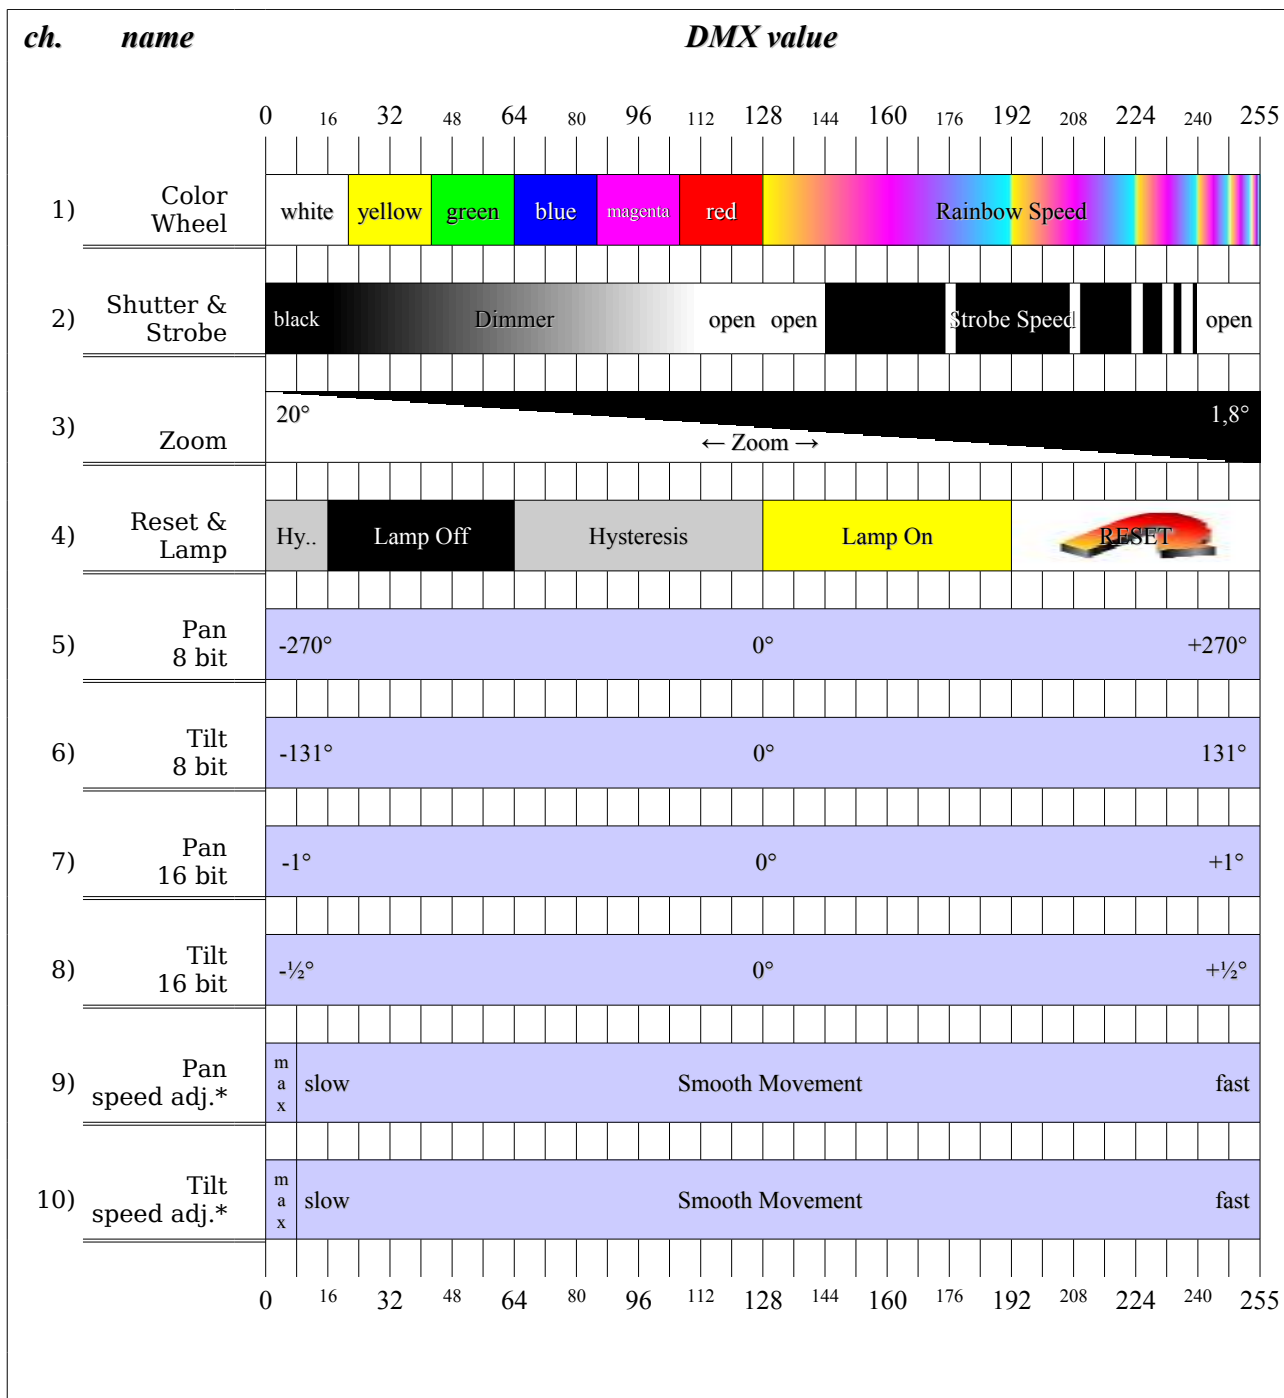 ch. name DMX value
0 16 32 48 64 80 96 112 128 144 160 176 192 208 224 240 255
1) Color
Wheel
white yellow green blue magenta red Rainbow Speed
2) Shutter &
Strobe
black Dimmer open open Strobe Speed open
3) Zoom
20° 1,8°
← Zoom →
4) Reset &
Lamp
Hy.. Lamp Off Hysteresis Lamp On RESET
5) Pan
8 bit
-270° 0° +270°
6) Tilt
8 bit
-131° 0° 131°
7) Pan
16 bit
-1° 0° +1°
8) Tilt
16 bit
-½° 0° +½°
9) Pan
speed adj.*
m
a
x
slow Smooth Movement fast
10) Tilt
speed adj.*
m
a
x
slow Smooth Movement fast
0 16 32 48 64 80 96 112 128 144 160 176 192 208 224 240 255